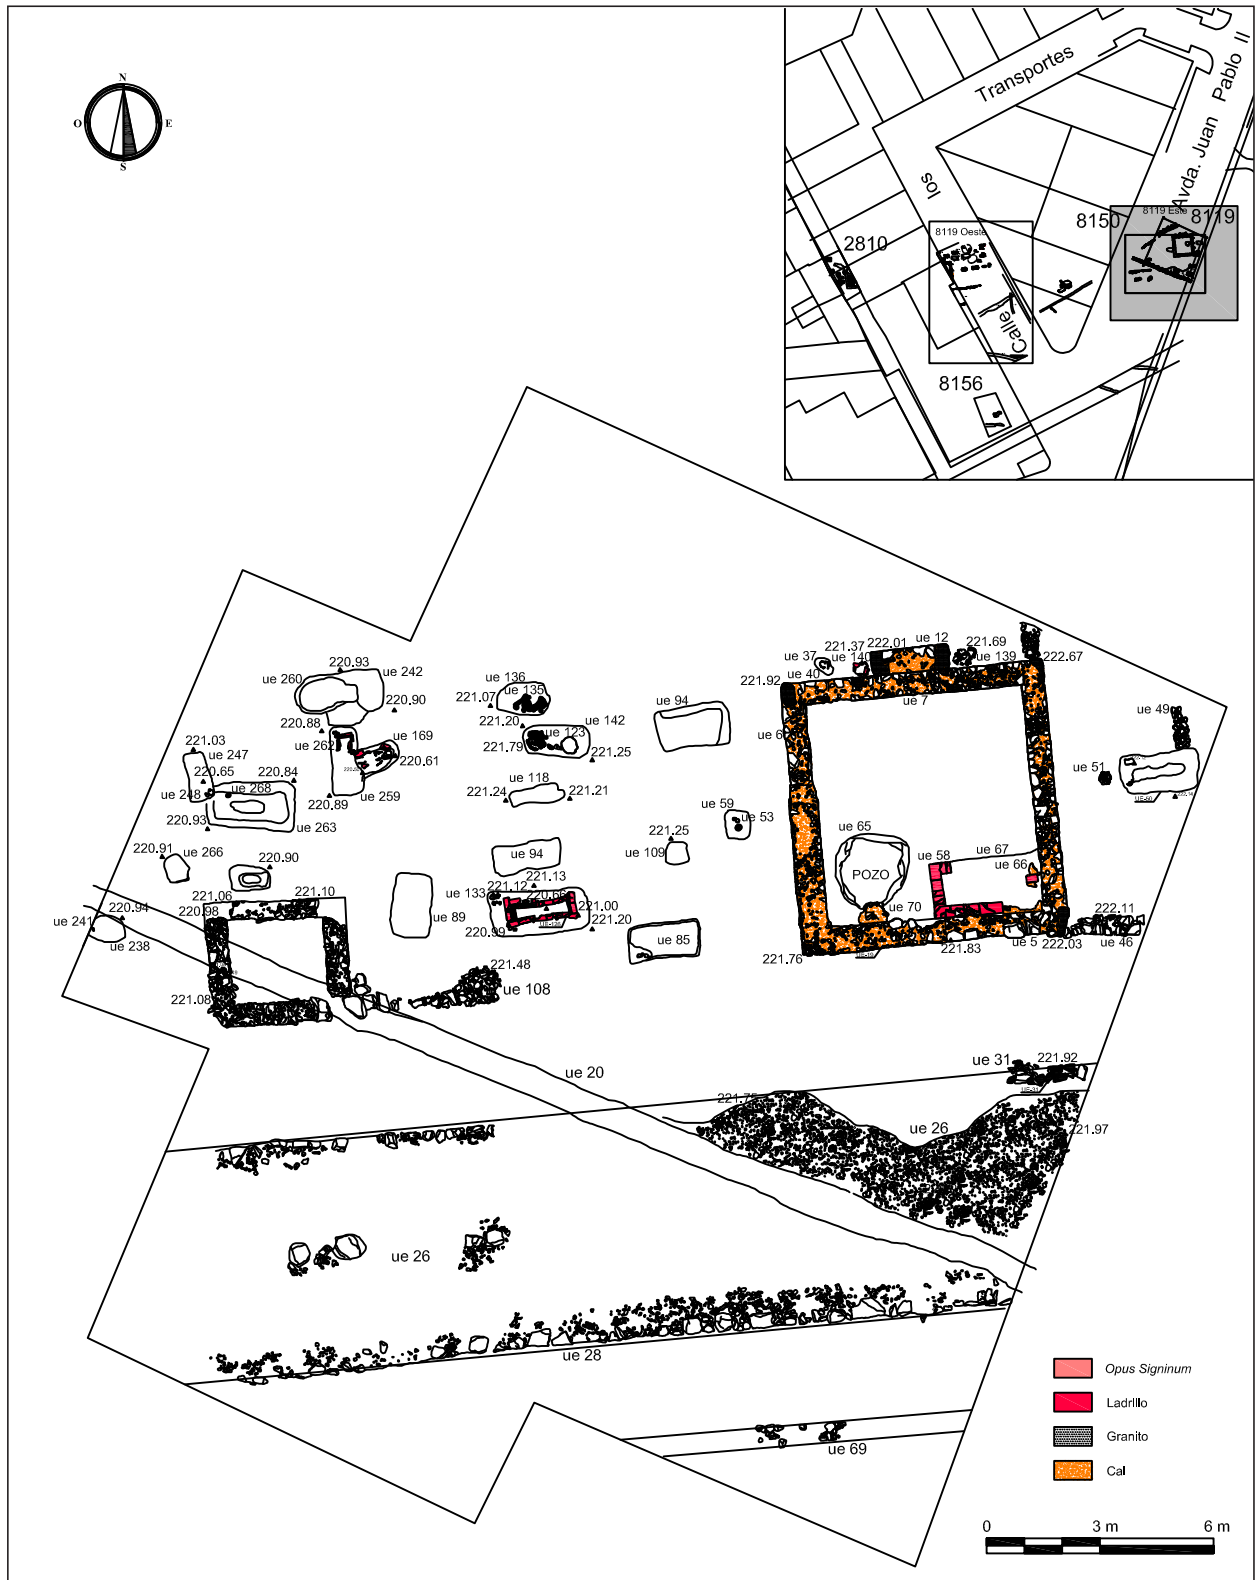 N
O
E
S
Transportes
Avda. Juan Pablo II
los
Calle
2810
8119 Oeste
8150
8119 Este
8119
8156
220.93
ue 242
ue 260
220.90
220.88
ue 262
ue 169
220.61
221.03
ue 247
220.65
220.84
ue 248
ue 268
220.89
ue 259
220.93
ue 263
220.91
ue 266
220.90
221.06
221.10
220.98
ue 241
220.94
ue 238
221.08
ue 136
221.07
ue 135
221.20
ue 142
ue 123
221.79
221.25
ue 118
221.24
221.21
ue 94
ue 94
ue 59
ue 53
221.25
ue 109
221.13
221.12
ue 133
220.66
221.00
221.20
220.99
ue 89
ue 85
221.48
ue 108
221.37
222.01
ue 12
221.69
ue 37
ue 140
ue 139
222.67
221.92
ue 40
ue 7
ue 6
ue 49
ue 51
UE-50
ue 65
POZO
ue 58
ue 67
ue 66
ue 70
221.76
221.83
ue 5
222.03
222.11
ue 46
ue 20
ue 31
221.92
UE-31
ue 26
221.97
ue 26
ue 28
ue 69
Opus Signinum
Ladrillo
Granito
Cal
0
3 m
6 m